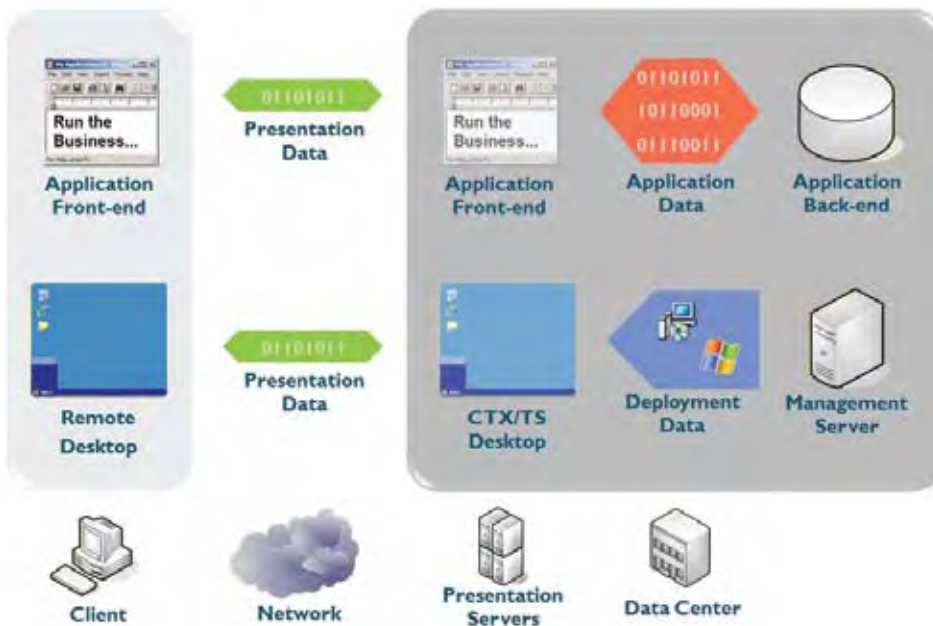 Run the
Business...
Application
Front-end
01101011
Presentation
Data
Run the
Business...
Application
Front-end
01101011
10110001
01110011
Application
Data
Application
Back-end
Remote
Desktop
01101011
Presentation
Data
CTX/TS
Desktop
Deployment
Data
Management
Server
Client
Network
Presentation
Servers
Data Center